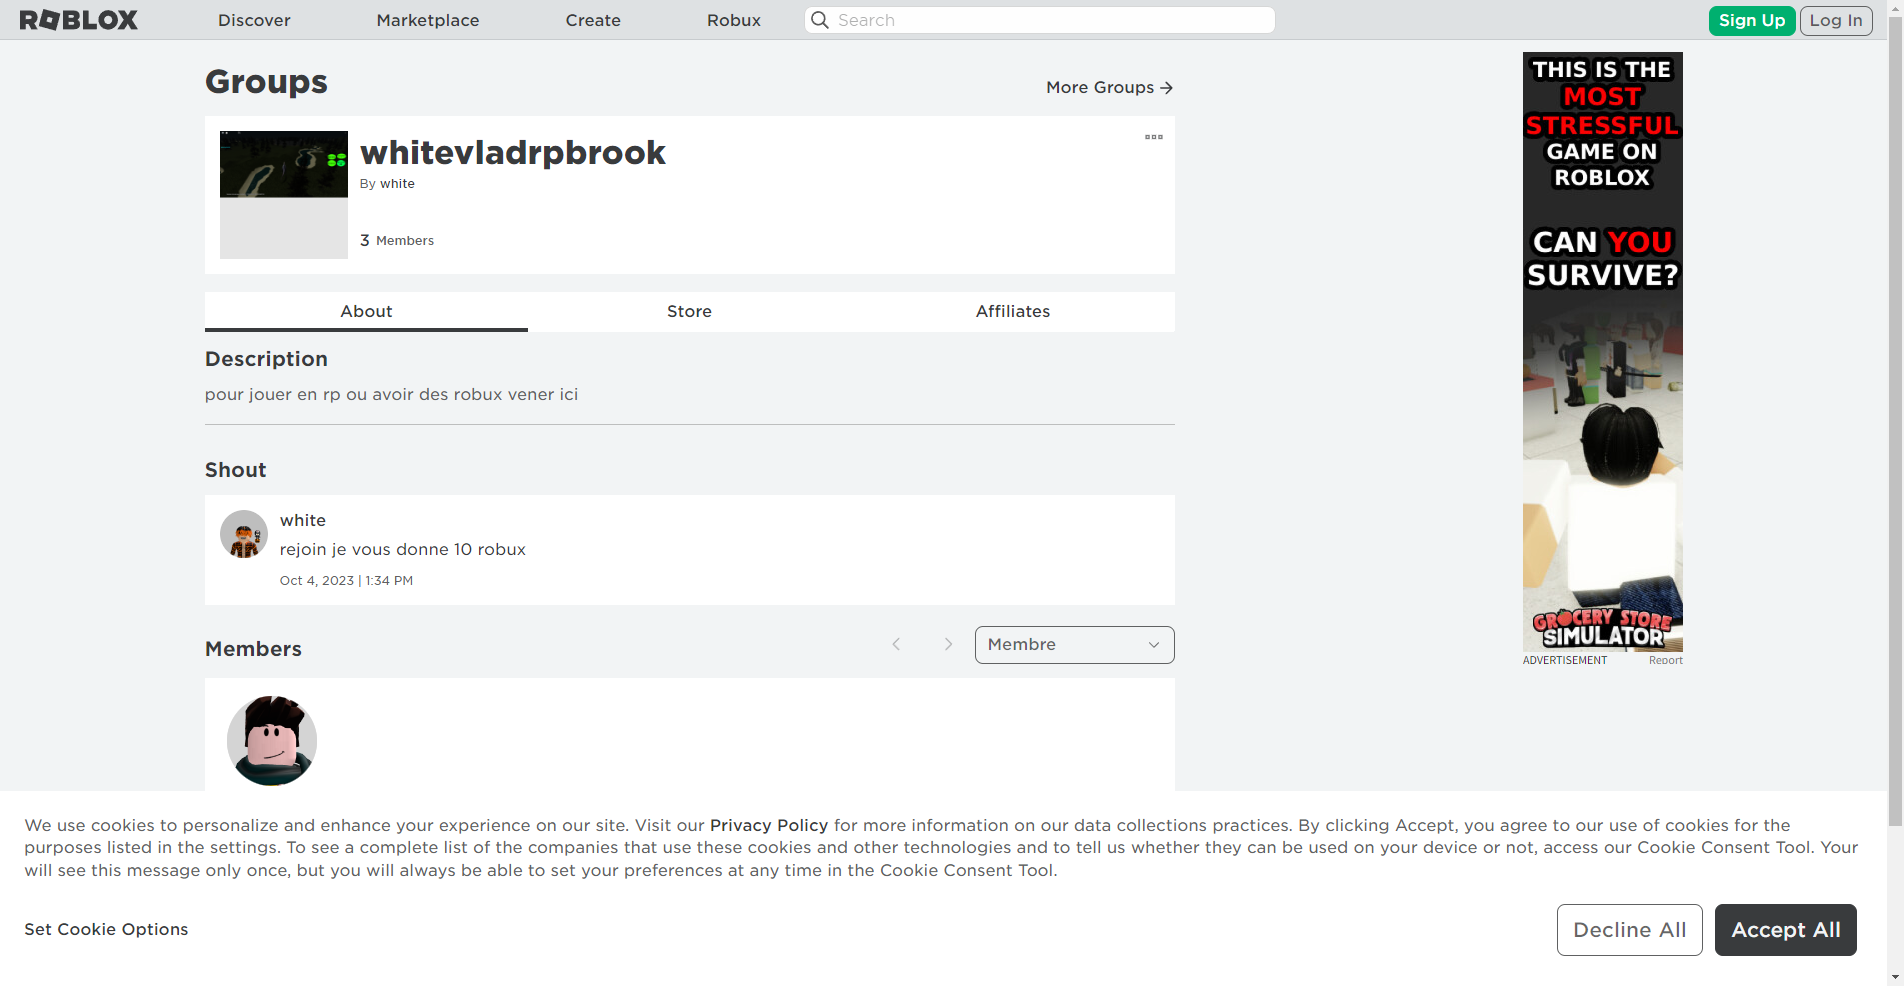 ROBLOX
Discover
Marketplace
Create
Robux
Search
Sign Up
Log In
Groups
More Groups
whitevladrpbrook
By white
3 Members
About
Store
Affiliates
Description
pour jouer en rp ou avoir des robux vener ici
Shout
white
rejoin je vous donne 10 robux
Oct 4, 2023 | 1:34 PM
Members
Membre
THIS IS THE
MOST
STRESSFUL
GAME ON
ROBLOX
CAN YOU
SURVIVE?
GROCERY STORE
SIMULATOR
ADVERTISEMENT
Report
We use cookies to personalize and enhance your experience on our site. Visit our Privacy Policy for more information on our data collections practices. By clicking Accept, you agree to our use of cookies for the
purposes listed in the settings. To see a complete list of the companies that use these cookies and other technologies and to tell us whether they can be used on your device or not, access our Cookie Consent Tool. Your
will see this message only once, but you will always be able to set your preferences at any time in the Cookie Consent Tool.
Set Cookie Options
Decline All
Accept All